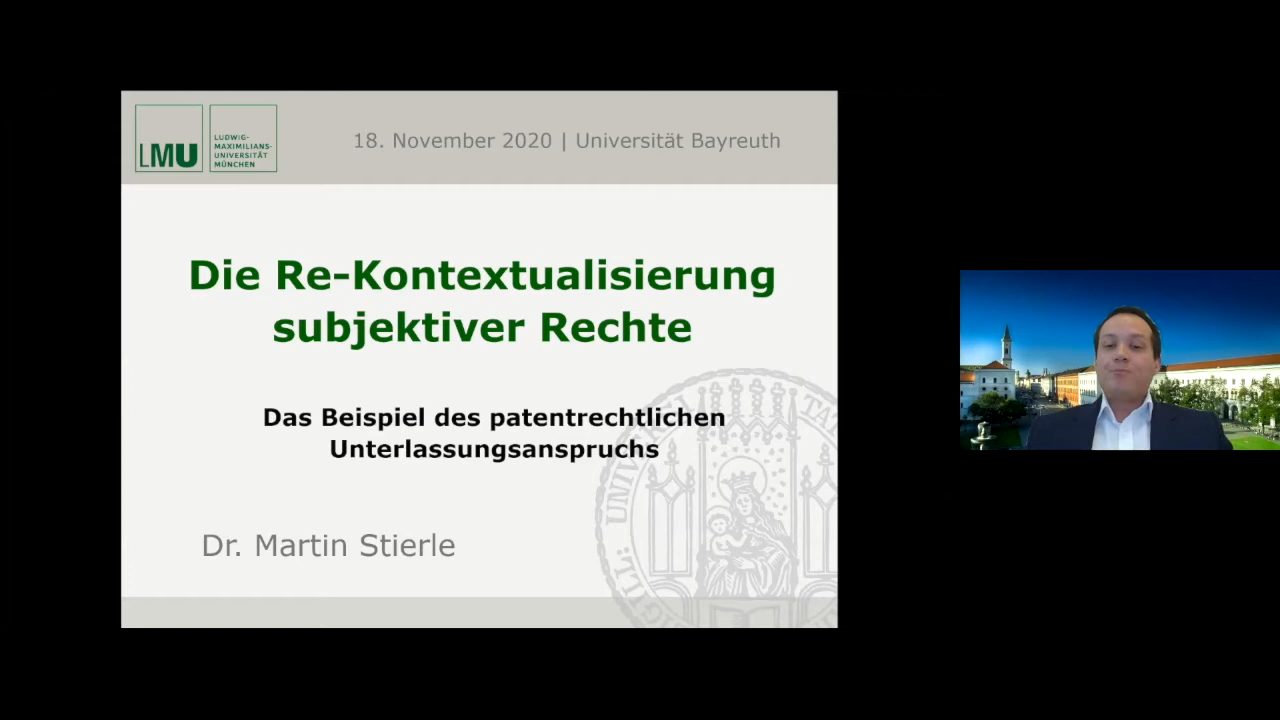 LMU
LUDWIG-
MAXIMILIANS-
UNIVERSITÄT
MÜNCHEN
18. November 2020 | Universität Bayreuth
Die Re-Kontextualisierung
subjektiver Rechte
Das Beispiel des patentrechtlichen
Unterlassungsanspruchs
Dr. Martin Stierle